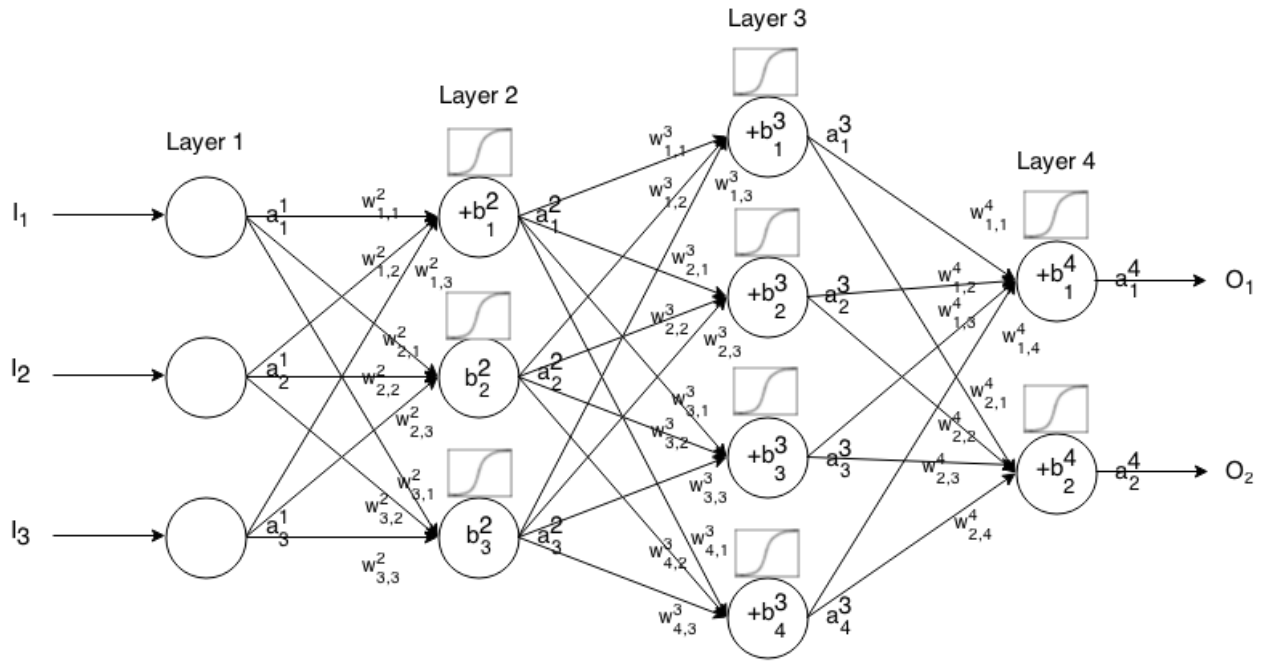 Layer 3
Layer 2
Layer 1
Layer 4
I₁
I₂
I₃
a¹₁
a¹₂
a¹₃
w²₁,₁
w²₁,₂
w²₁,₃
w²₂,₁
w²₂,₂
w²₂,₃
w²₃,₁
w²₃,₂
w²₃,₃
+b²₁
b²₂
b²₃
a²₁
a²₂
a²₃
w³₁,₁
w³₁,₂
w³₁,₃
w³₂,₁
w³₂,₂
w³₂,₃
w³₃,₁
w³₃,₂
w³₃,₃
w³₄,₁
w³₄,₂
w³₄,₃
+b³₁
+b³₂
+b³₃
+b³₄
a³₁
a³₂
a³₃
a³₄
w⁴₁,₁
w⁴₁,₂
w⁴₁,₃
w⁴₁,₄
w⁴₂,₁
w⁴₂,₂
w⁴₂,₃
w⁴₂,₄
+b⁴₁
+b⁴₂
a⁴₁
a⁴₂
O₁
O₂